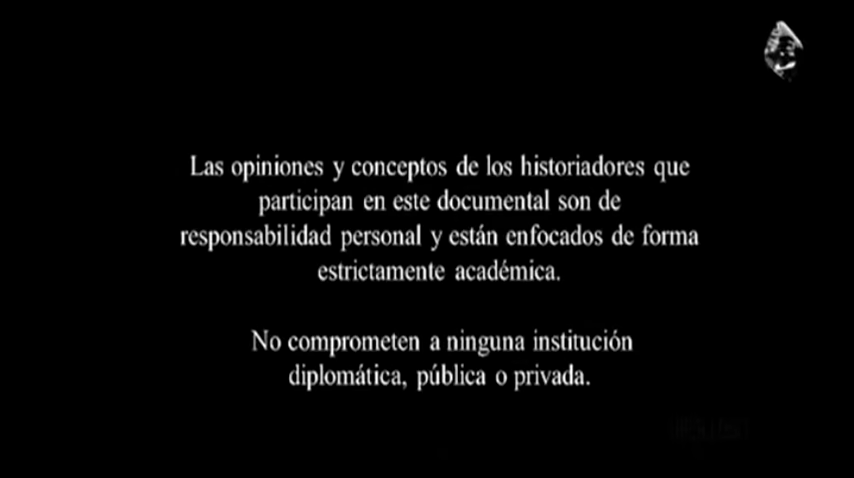 Las opiniones y conceptos de los historiadores que
participan en este documental son de
responsabilidad personal y están enfocados de forma
estrictamente académica.
No comprometen a ninguna institución
diplomática, pública o privada.